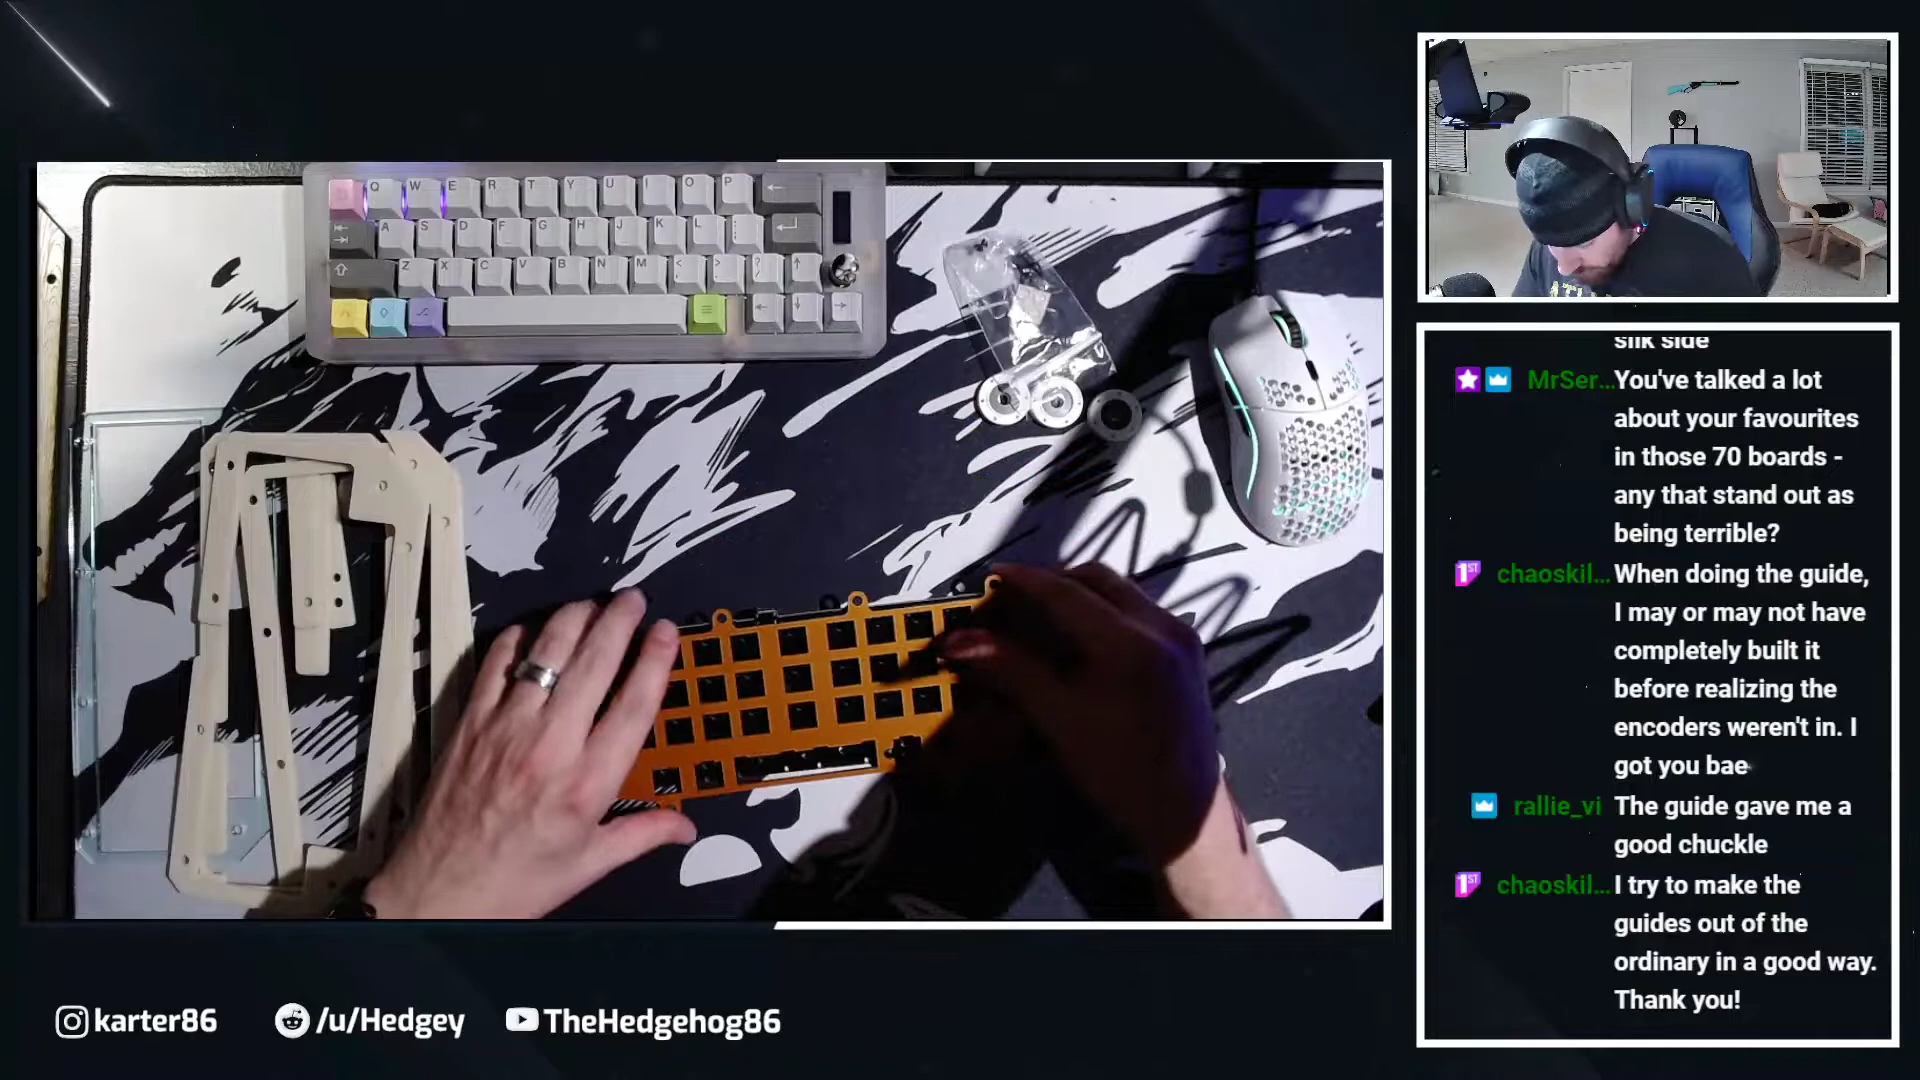 Q W E R T Y U I O P
A S D F G H J K L
Z X C V B N M
silk side
MrSer... You've talked a lot
about your favourites
in those 70 boards -
any that stand out as
being terrible?
chaoskil... When doing the guide,
I may or may not have
completely built it
before realizing the
encoders weren't in. I
got you bae
rallie_vi The guide gave me a
good chuckle
chaoskil... I try to make the
guides out of the
ordinary in a good way.
Thank you!
karter86 /u/Hedgey TheHedgehog86